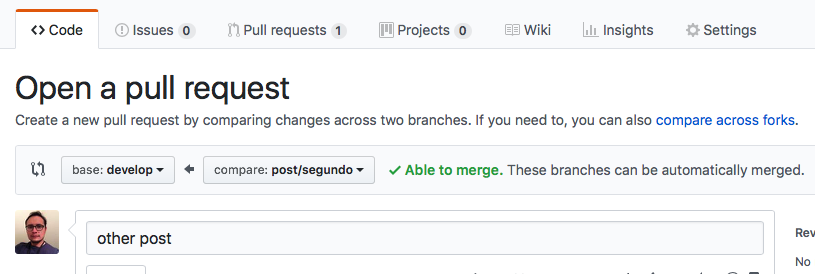 Code Issues 0 Pull requests 1 Projects 0 Wiki Insights Settings
Open a pull request
Create a new pull request by comparing changes across two branches. If you need to, you can also compare across forks.
base: develop compare: post/segundo Able to merge. These branches can be automatically merged.
other post
Rev
No